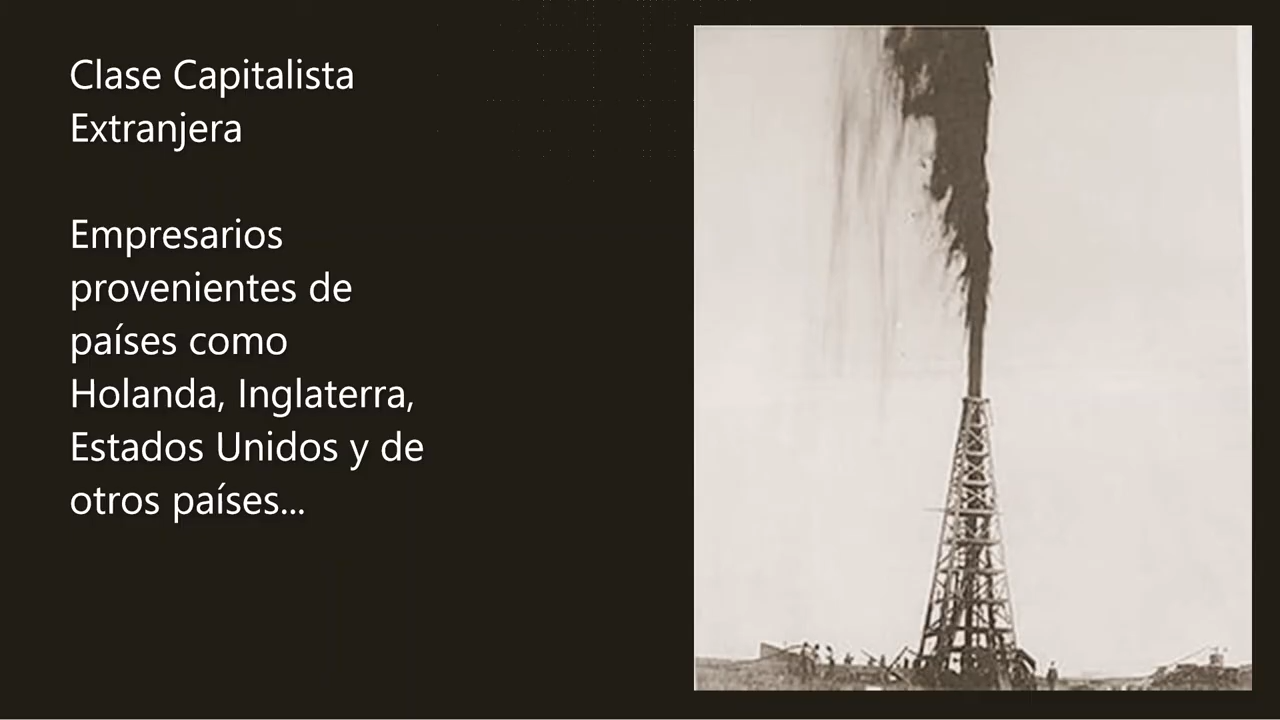 Clase Capitalista
Extranjera
Empresarios
provenientes de
países como
Holanda, Inglaterra,
Estados Unidos y de
otros países...